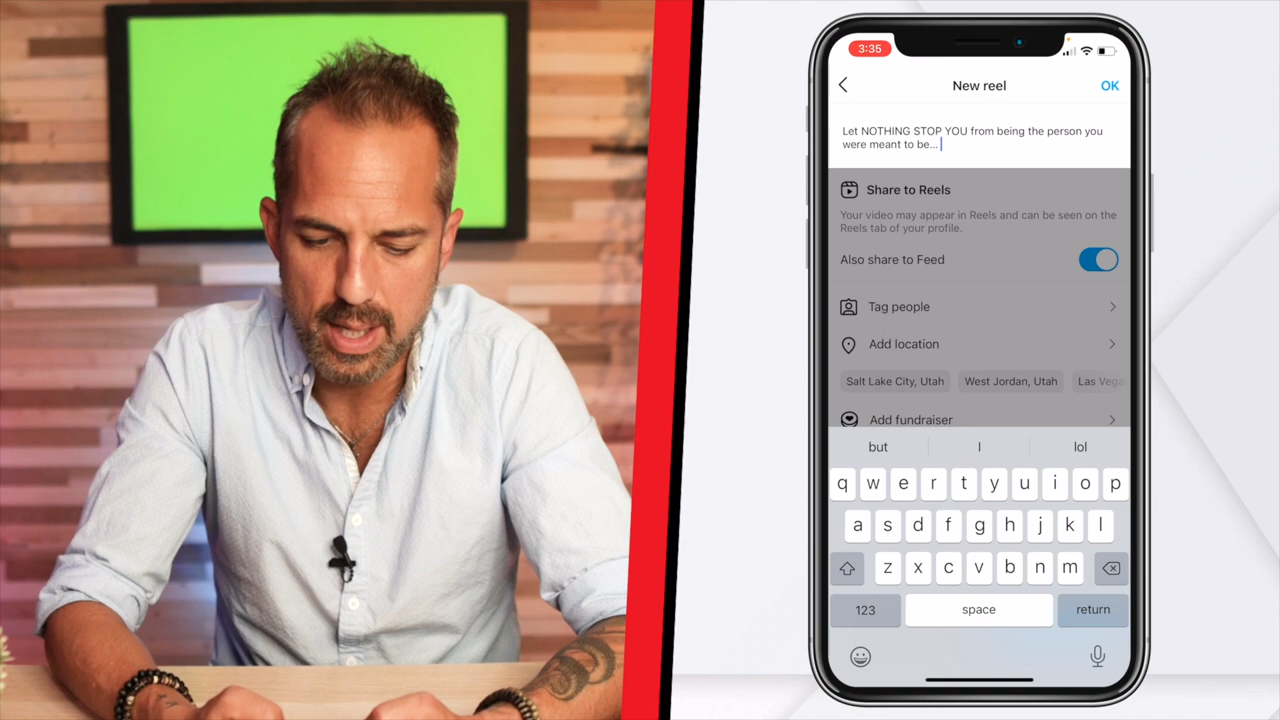 3:35
New reel
OK
Let NOTHING STOP YOU from being the person you
were meant to be...
Share to Reels
Your video may appear in Reels and can be seen on the
Reels tab of your profile.
Also share to Feed
Tag people
Add location
Salt Lake City, Utah
West Jordan, Utah
Las Vega
Add fundraiser
but
I
lol
q w e r t y u i o p
a s d f g h j k l
z x c v b n m
123
space
return